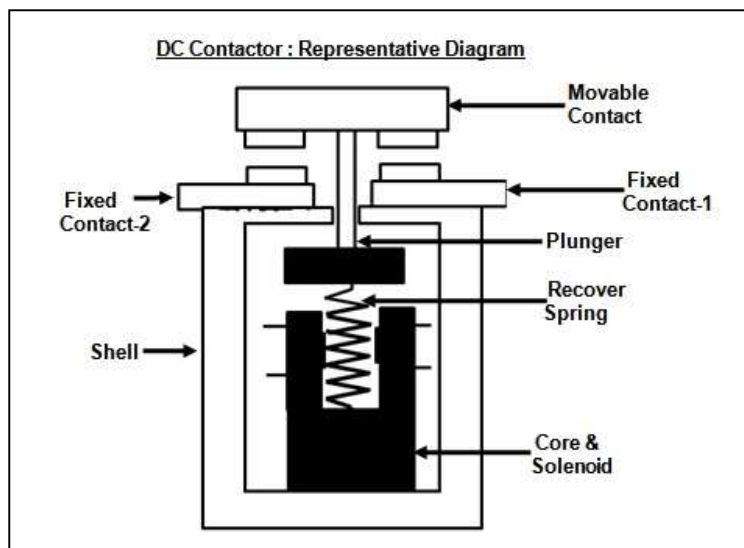 DC Contactor : Representative Diagram
Movable
Contact
Fixed
Contact-2
Fixed
Contact-1
Plunger
Recover
Spring
Shell
Core &
Solenoid